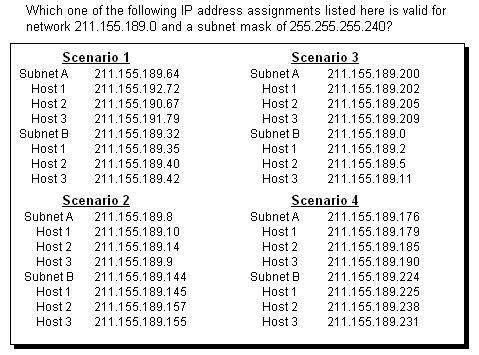 Which one of the following IP address assignments listed here is valid for
network 211.155.189.0 and a subnet mask of 255.255.255.240?
Scenario 1
Subnet A 211.155.189.64
Host 1 211.155.192.72
Host 2 211.155.190.67
Host 3 211.155.191.79
Subnet B 211.155.189.32
Host 1 211.155.189.35
Host 2 211.155.189.40
Host 3 211.155.189.42
Scenario 2
Subnet A 211.155.189.8
Host 1 211.155.189.10
Host 2 211.155.189.14
Host 3 211.155.189.9
Subnet B 211.155.189.144
Host 1 211.155.189.145
Host 2 211.155.189.157
Host 3 211.155.189.155
Scenario 3
Subnet A 211.155.189.200
Host 1 211.155.189.202
Host 2 211.155.189.205
Host 3 211.155.189.209
Subnet B 211.155.189.0
Host 1 211.155.189.2
Host 2 211.155.189.5
Host 3 211.155.189.11
Scenario 4
Subnet A 211.155.189.176
Host 1 211.155.189.179
Host 2 211.155.189.185
Host 3 211.155.189.190
Subnet B 211.155.189.224
Host 1 211.155.189.225
Host 2 211.155.189.238
Host 3 211.155.189.231